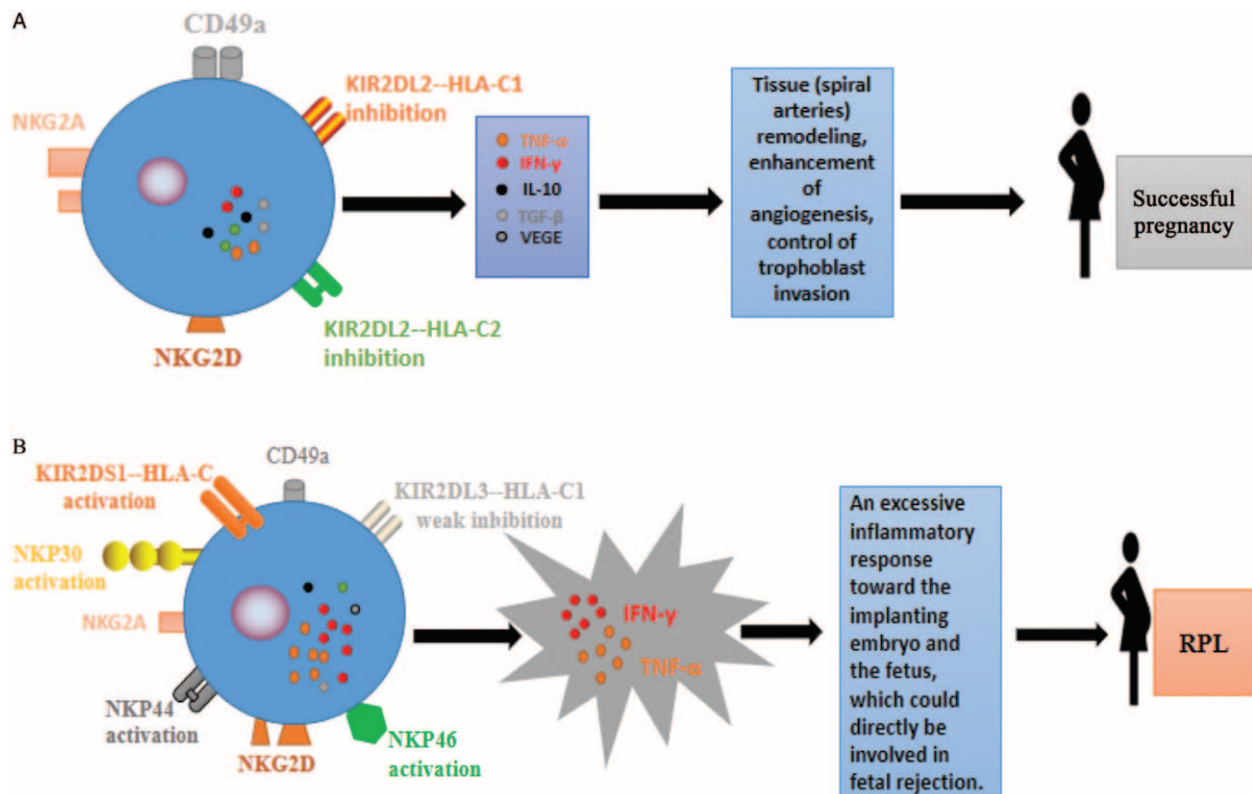 A
CD49a
KIR2DL2--HLA-C1
inhibition
NKG2A
TNF-α
IFN-γ
IL-10
TGF-β
VEGE
Tissue (spiral
arteries)
remodeling,
enhancement
of
angiogenesis,
control of
trophoblast
invasion
Successful
pregnancy
KIR2DL2--HLA-C2
inhibition
NKG2D
B
CD49a
KIR2DS1--HLA-C
activation
KIR2DL3--HLA-C1
weak inhibition
NKP30
activation
NKG2A
NKP44
activation
NKG2D
NKP46
activation
IFN-γ
TNF-α
An excessive
inflammatory
response
toward the
implanting
embryo and
the fetus,
which could
directly be
involved in
fetal rejection.
RPL